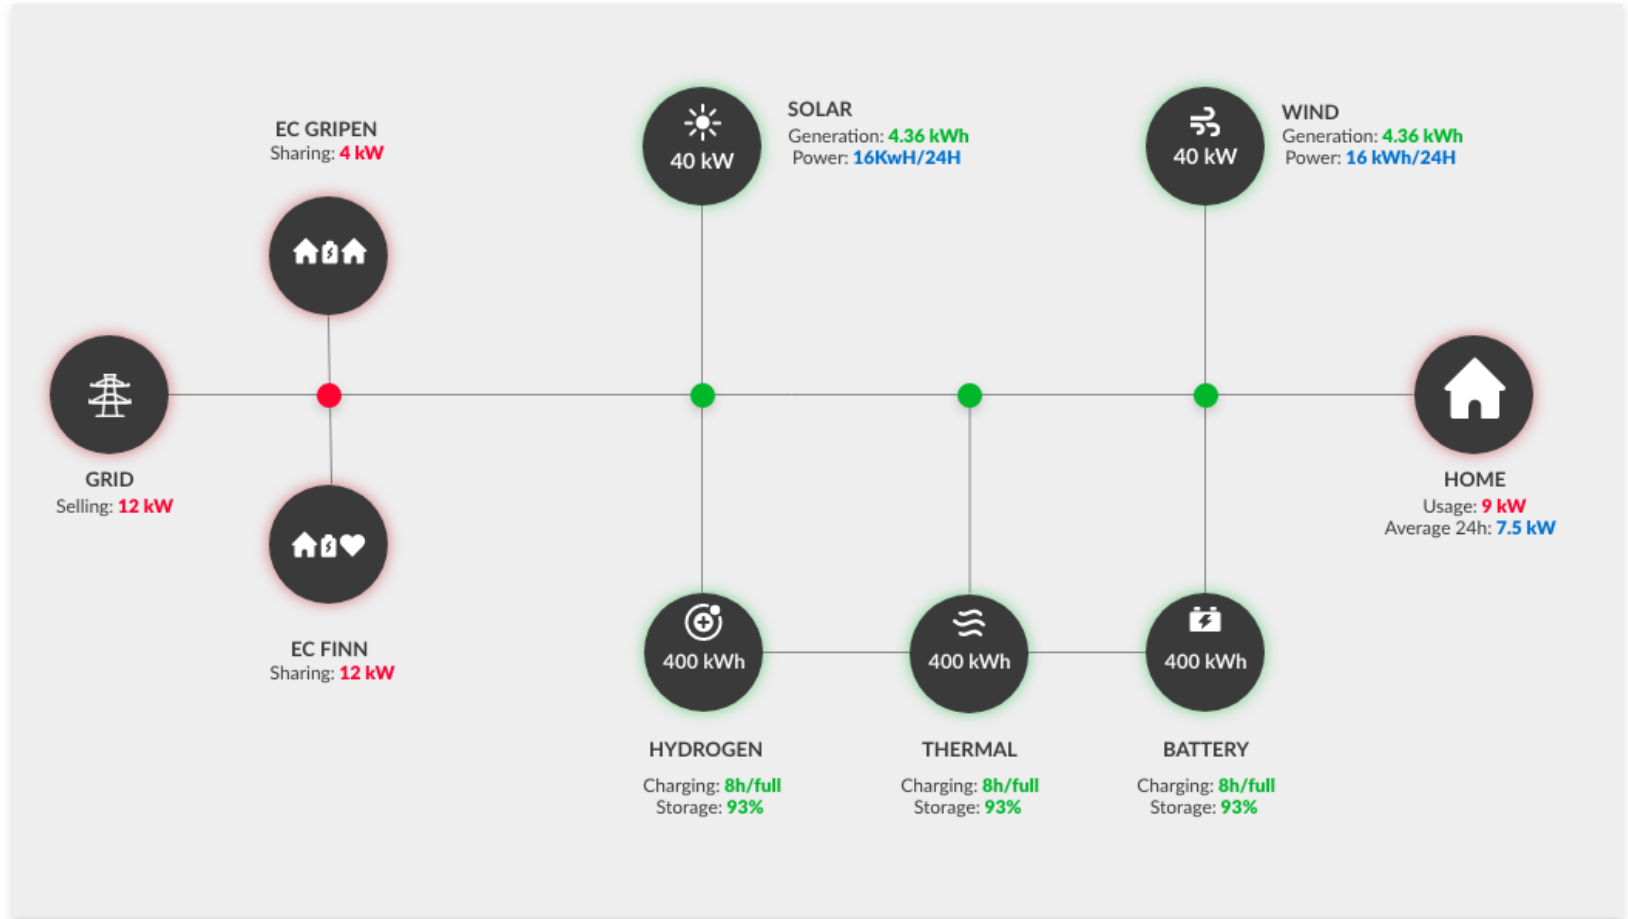 EC GRIPEN
Sharing: 4 kW
40 kW
SOLAR
Generation: 4.36 kWh
Power: 16KwH/24H
40 kW
WIND
Generation: 4.36 kWh
Power: 16 kWh/24H
GRID
Selling: 12 kW
HOME
Usage: 9 kW
Average 24h: 7.5 kW
EC FINN
Sharing: 12 kW
400 kWh
400 kWh
400 kWh
HYDROGEN
Charging: 8h/full
Storage: 93%
THERMAL
Charging: 8h/full
Storage: 93%
BATTERY
Charging: 8h/full
Storage: 93%